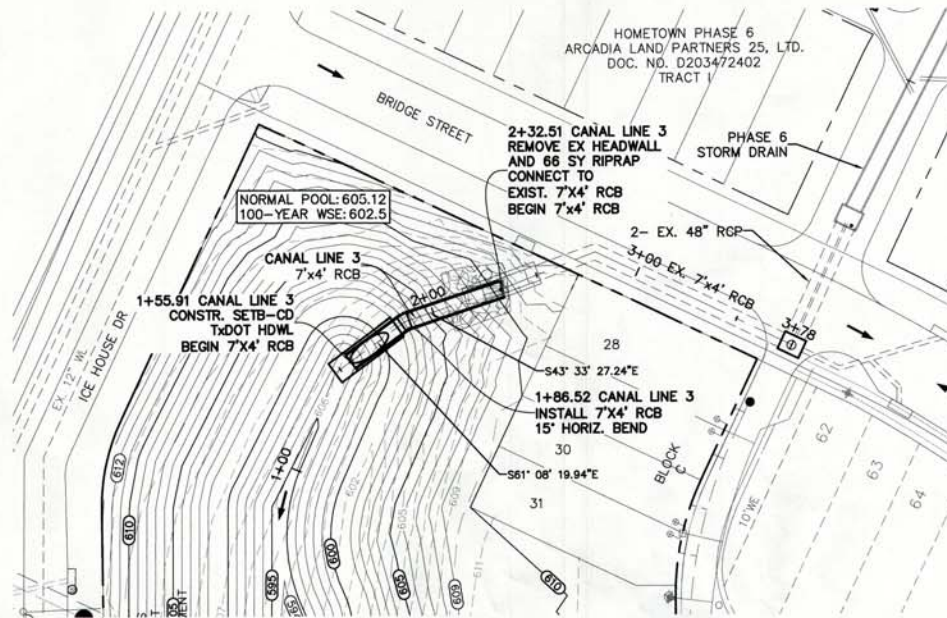 HOMETOWN PHASE 6
ARCADIA LAND PARTNERS 25, LTD.
DOC. NO. D203472402
TRACT I
BRIDGE STREET
2+32.51 CANAL LINE 3
REMOVE EX HEADWALL
AND 66 SY RIPRAP
CONNECT TO
EXIST. 7'X4' RCB
BEGIN 7'x4' RCB
PHASE 6
STORM DRAIN
NORMAL POOL: 605.12
100-YEAR WSE: 602.5
2- EX. 48" RCP
3+00 EX. 7'x4' RCB
CANAL LINE 3
7'x4' RCB
2+00
3+78
1+55.91 CANAL LINE 3
CONSTR. SETB-CD
TxDOT HDWL
BEGIN 7'X4' RCB
EX. 12" WL
ICE HOUSE DR
28
S43° 33' 27.24"E
1+86.52 CANAL LINE 3
INSTALL 7'X4' RCB
15° HORIZ. BEND
606
30
BLOCK
C
62
63
64
1+00
S61° 08' 19.94"E
612
602
31
10'WE
610
605
609
611
600
595
605
609
610